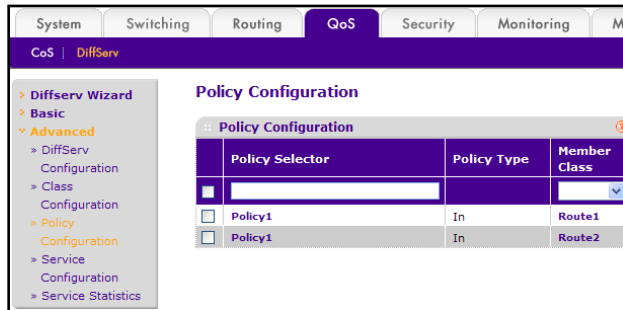 System Switching Routing QoS Security Monitoring M
CoS | DiffServ
Diffserv Wizard
Basic
Advanced
» DiffServ
Configuration
» Class
Configuration
» Policy
Configuration
» Service
Configuration
» Service Statistics
Policy Configuration
Policy Configuration
Policy Selector Policy Type Member
Class
Policy1 In Route1
Policy1 In Route2